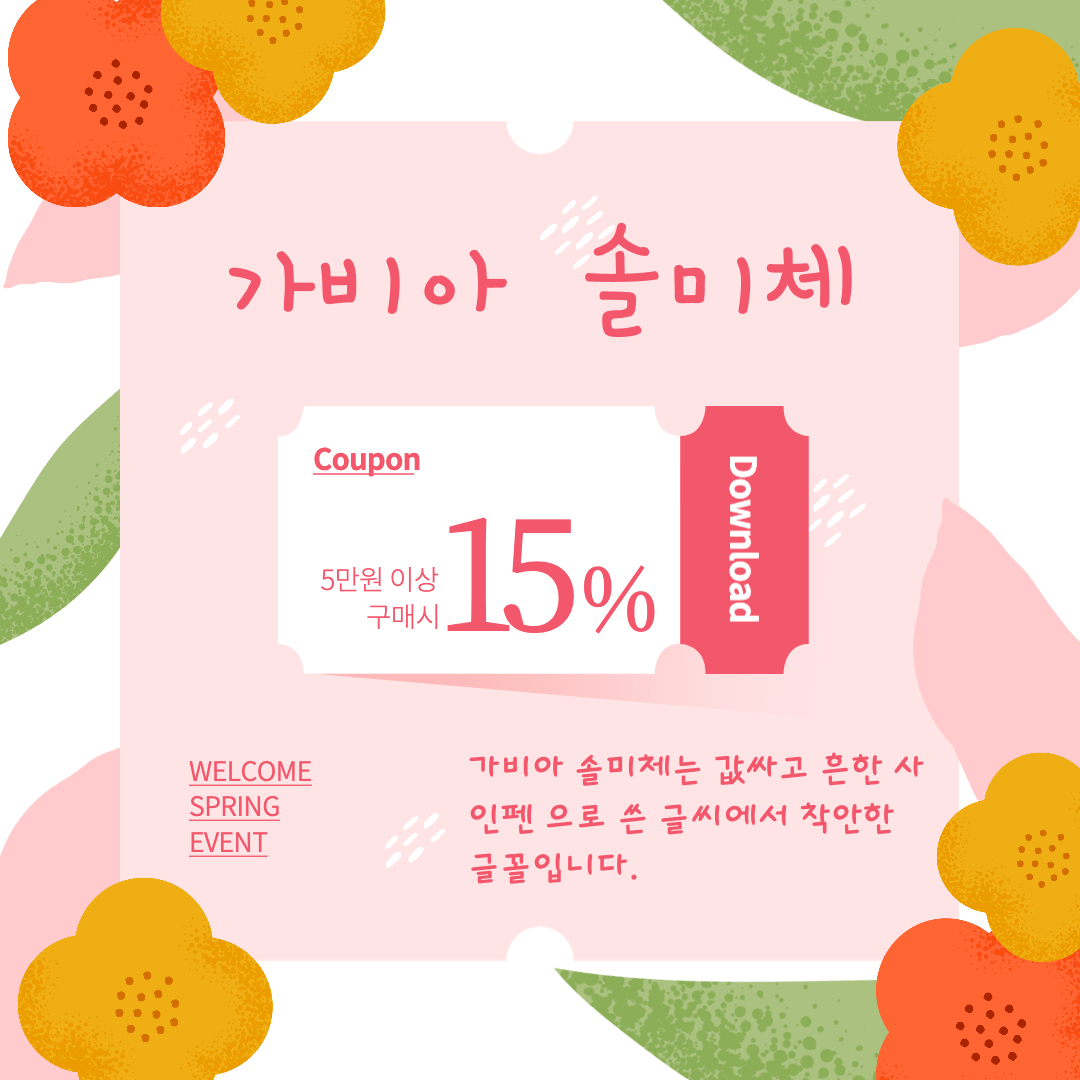 가비아 솔미체
Coupon
5만원 이상
구매시
15%
Download
WELCOME
SPRING
EVENT
가비아 솔미체는 값싸고 흔한 사
인펜 으로 쓴 글씨에서 착안한
글꼴입니다.